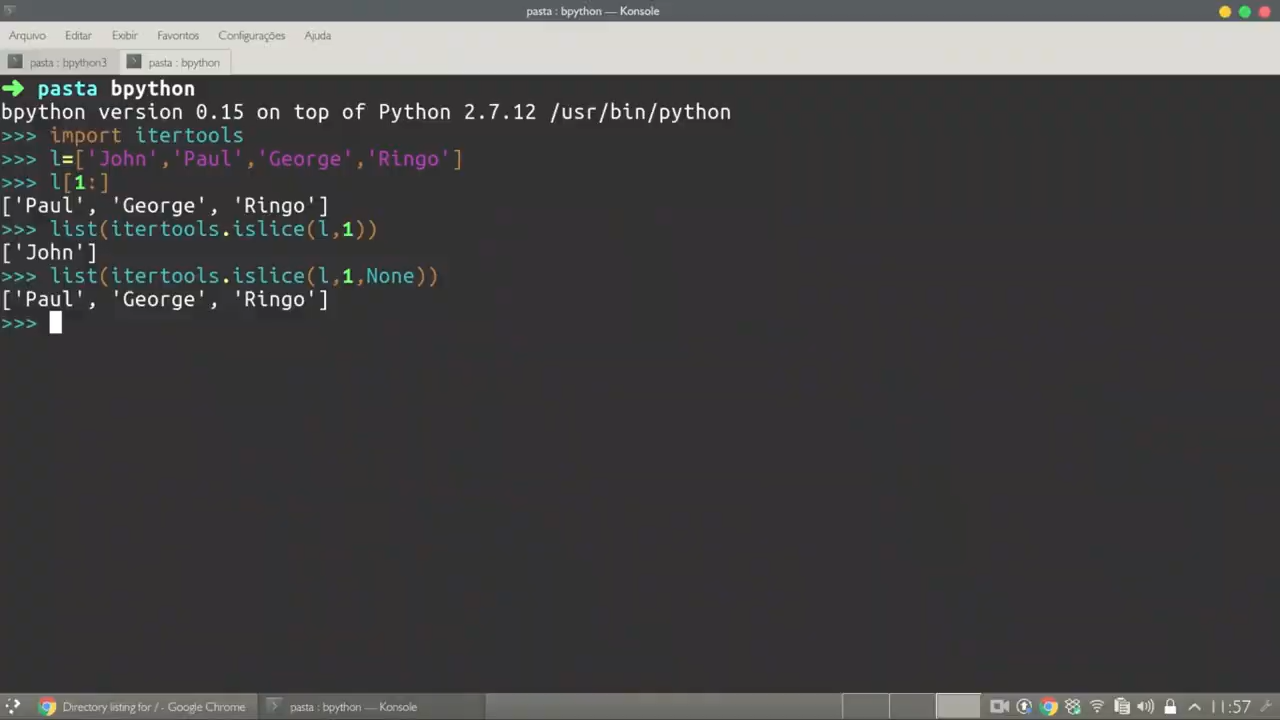 pasta : bpython — Konsole
Arquivo Editar Exibir Favoritos Configurações Ajuda
pasta : bpython3 pasta : bpython
➜ pasta bpython
bpython version 0.15 on top of Python 2.7.12 /usr/bin/python
>>> import itertools
>>> l=['John','Paul','George','Ringo']
>>> l[1:]
['Paul', 'George', 'Ringo']
>>> list(itertools.islice(l,1))
['John']
>>> list(itertools.islice(l,1,None))
['Paul', 'George', 'Ringo']
>>>
Directory listing for / - Google Chrome pasta : bpython — Konsole 11:57